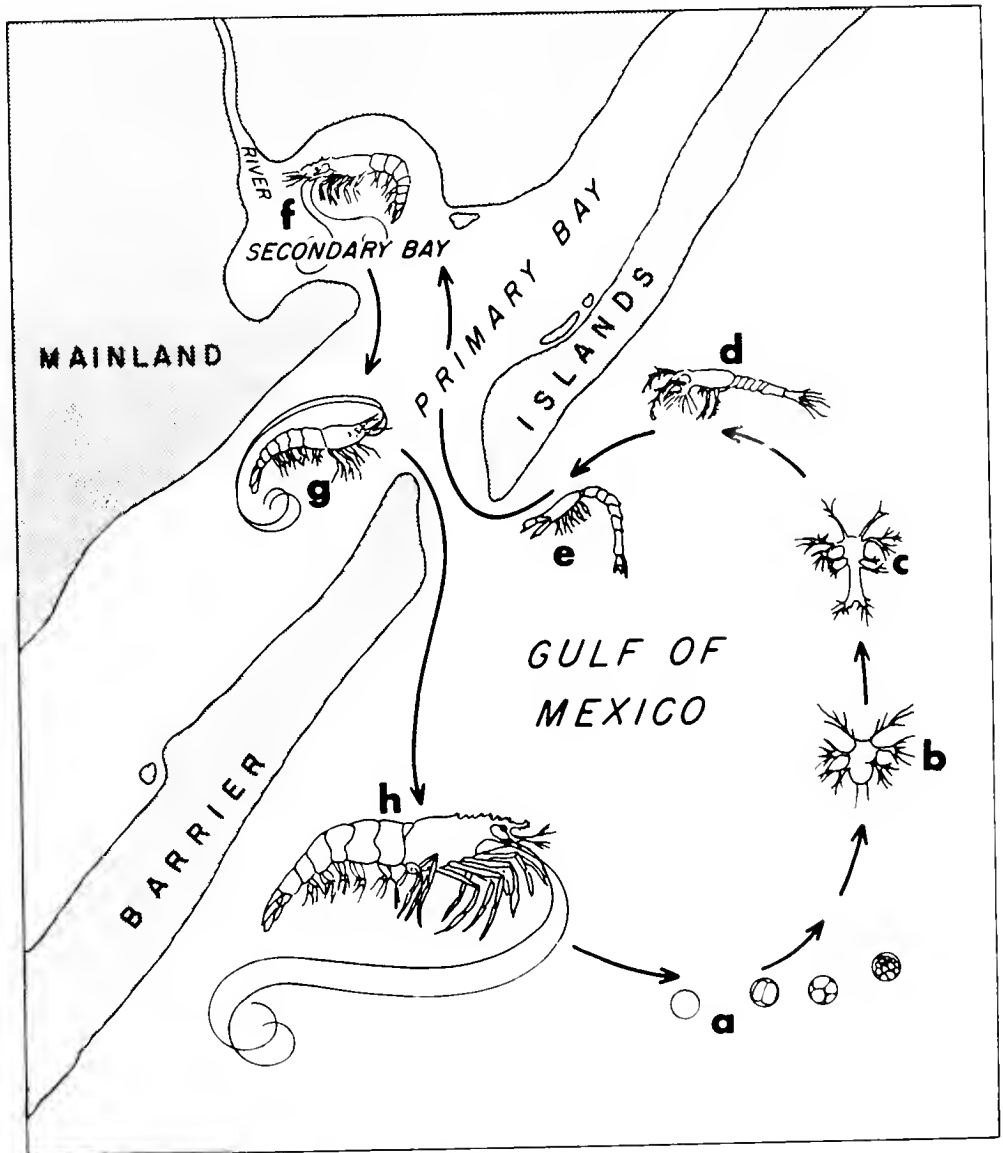 RIVER
f
SECONDARY BAY
MAINLAND
PRIMARY BAY
ISLANDS
d
g
e
c
GULF OF
MEXICO
b
h
BARRIER
a